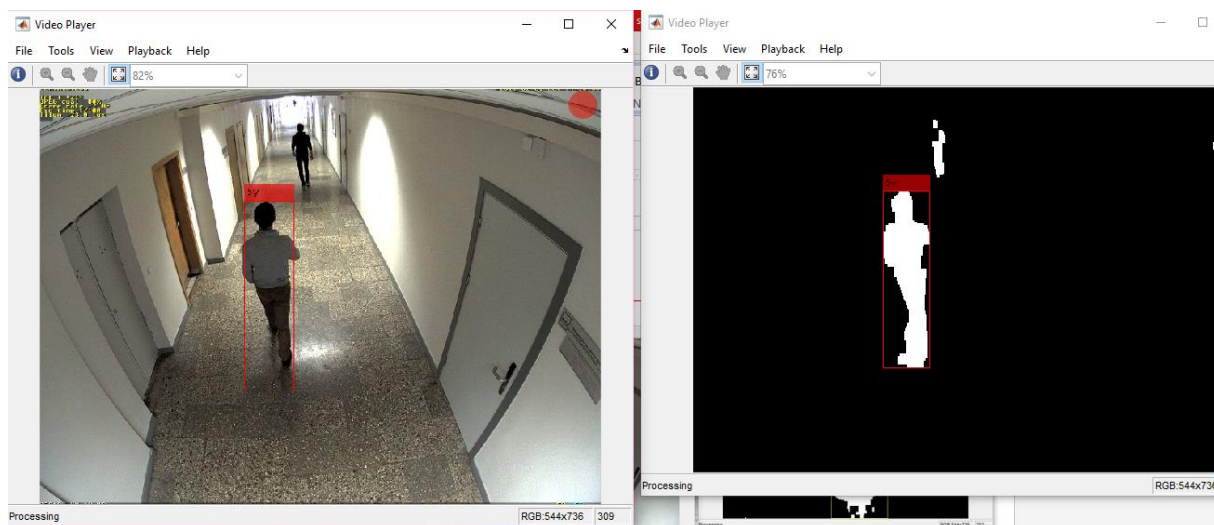 Video Player
File Tools View Playback Help
82%
Processing
RGB:544x736 309
Video Player
File Tools View Playback Help
76%
Processing
RGB:544x736